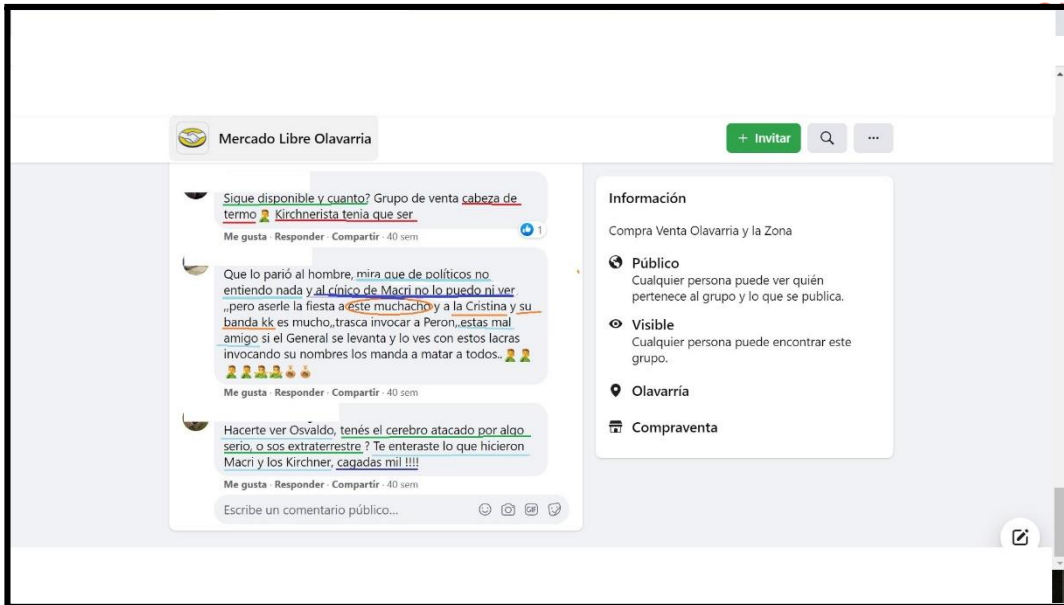 Mercado Libre Olavarria
+ Invitar
Sigue disponible y cuanto? Grupo de venta cabeza de
termo 🤦 Kirchnerista tenia que ser
1
Me gusta · Responder · Compartir · 40 sem
Que lo parió al hombre, mira que de políticos no
entiendo nada y al cínico de Macri no lo puedo ni ver
,,pero aserle la fiesta a este muchacho y a la Cristina y su
banda kk es mucho,,trasca invocar a Peron,,estas mal
amigo si el General se levanta y lo ves con estos lacras
invocando su nombres los manda a matar a todos.. 🤦🤦
🤦🤦🤦🤦💰💰
Me gusta · Responder · Compartir · 40 sem
Hacerte ver Osvaldo, tenés el cerebro atacado por algo
serio, o sos extraterrestre ? Te enteraste lo que hicieron
Macri y los Kirchner, cagadas mil !!!!
Me gusta · Responder · Compartir · 40 sem
Escribe un comentario público...
GIF
Información
Compra Venta Olavarria y la Zona
Público
Cualquier persona puede ver quién
pertenece al grupo y lo que se publica.
Visible
Cualquier persona puede encontrar este
grupo.
Olavarría
Compraventa